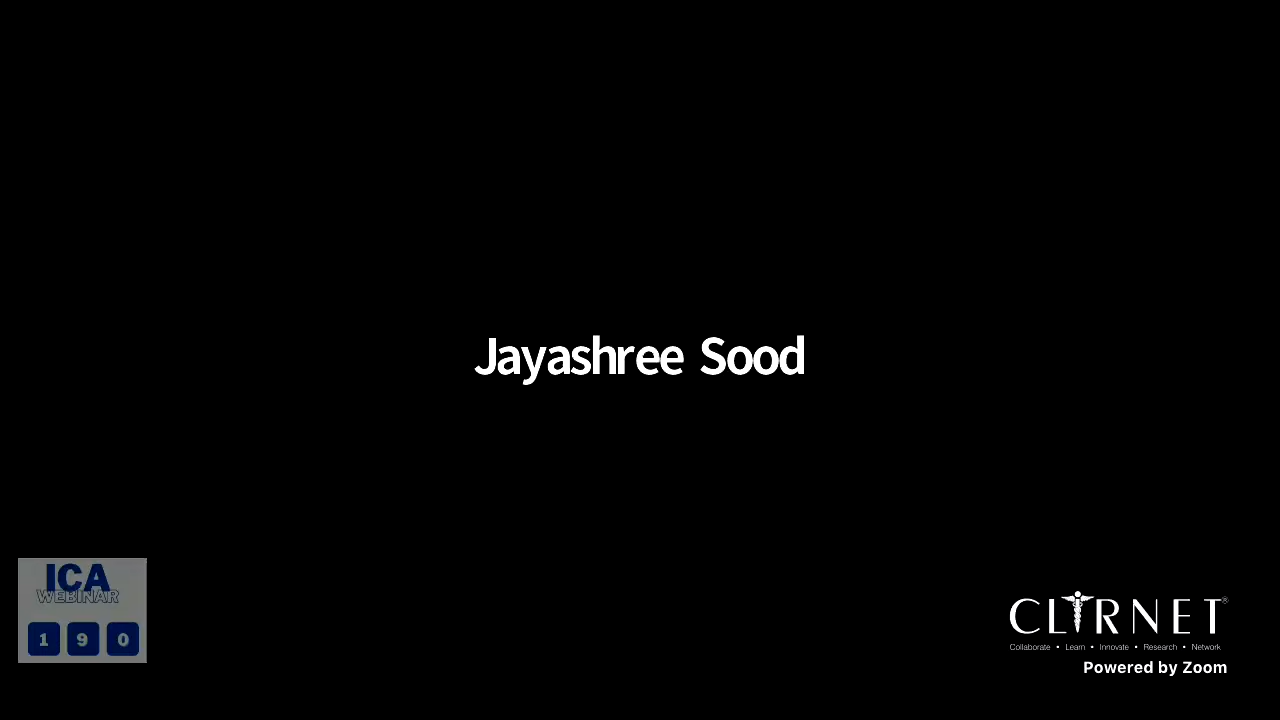 Jayashree Sood
ICA
WEBINAR
1 9 0
CLIRNET®
Collaborate • Learn • Innovate • Research • Network
Powered by Zoom